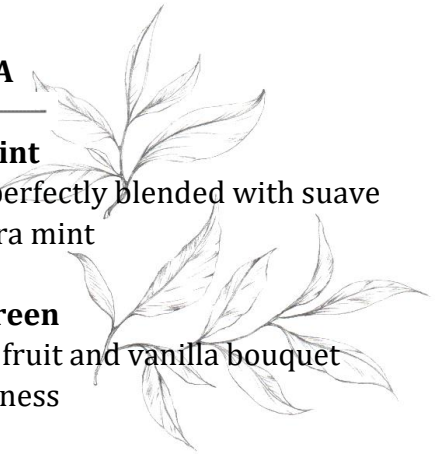 A
int
perfectly blended with suave
ra mint
reen
fruit and vanilla bouquet
ness